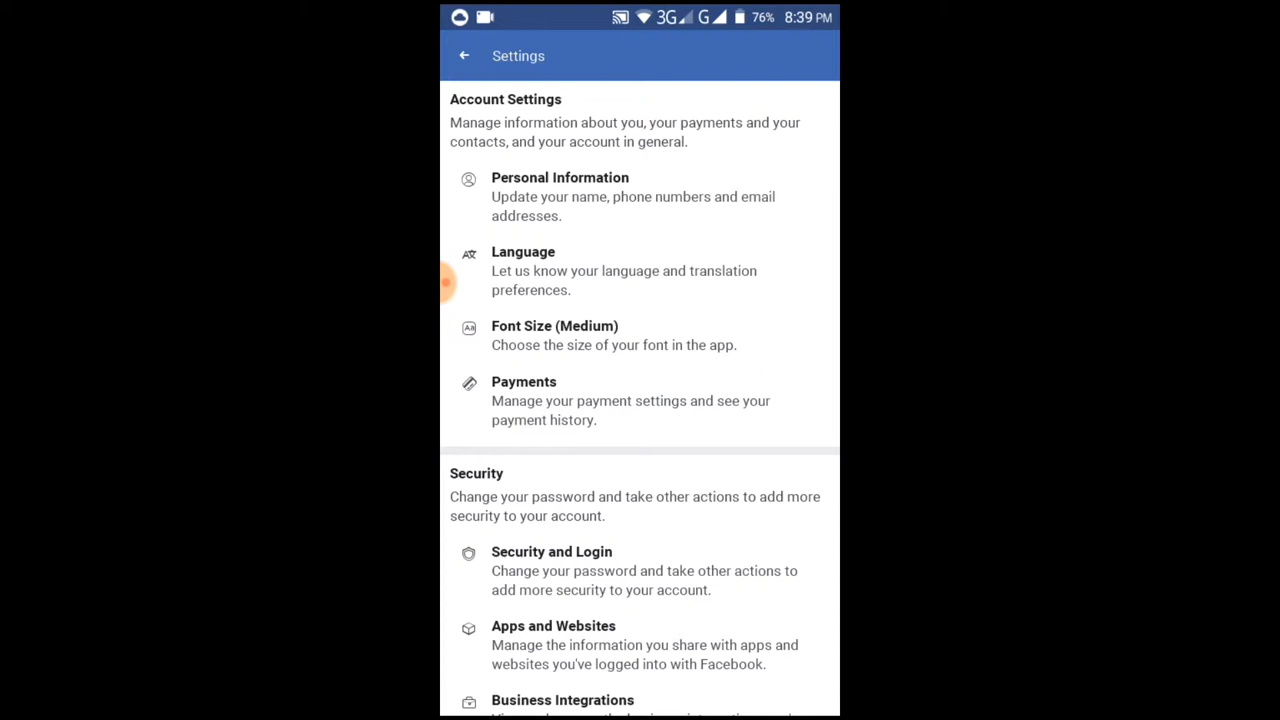 3G G 76% 8:39 PM
Settings
Account Settings
Manage information about you, your payments and your
contacts, and your account in general.
Personal Information
Update your name, phone numbers and email
addresses.
Language
Let us know your language and translation
preferences.
Font Size (Medium)
Aa
Choose the size of your font in the app.
Payments
Manage your payment settings and see your
payment history.
Security
Change your password and take other actions to add more
security to your account.
Security and Login
Change your password and take other actions to
add more security to your account.
Apps and Websites
Manage the information you share with apps and
websites you've logged into with Facebook.
Business Integrations